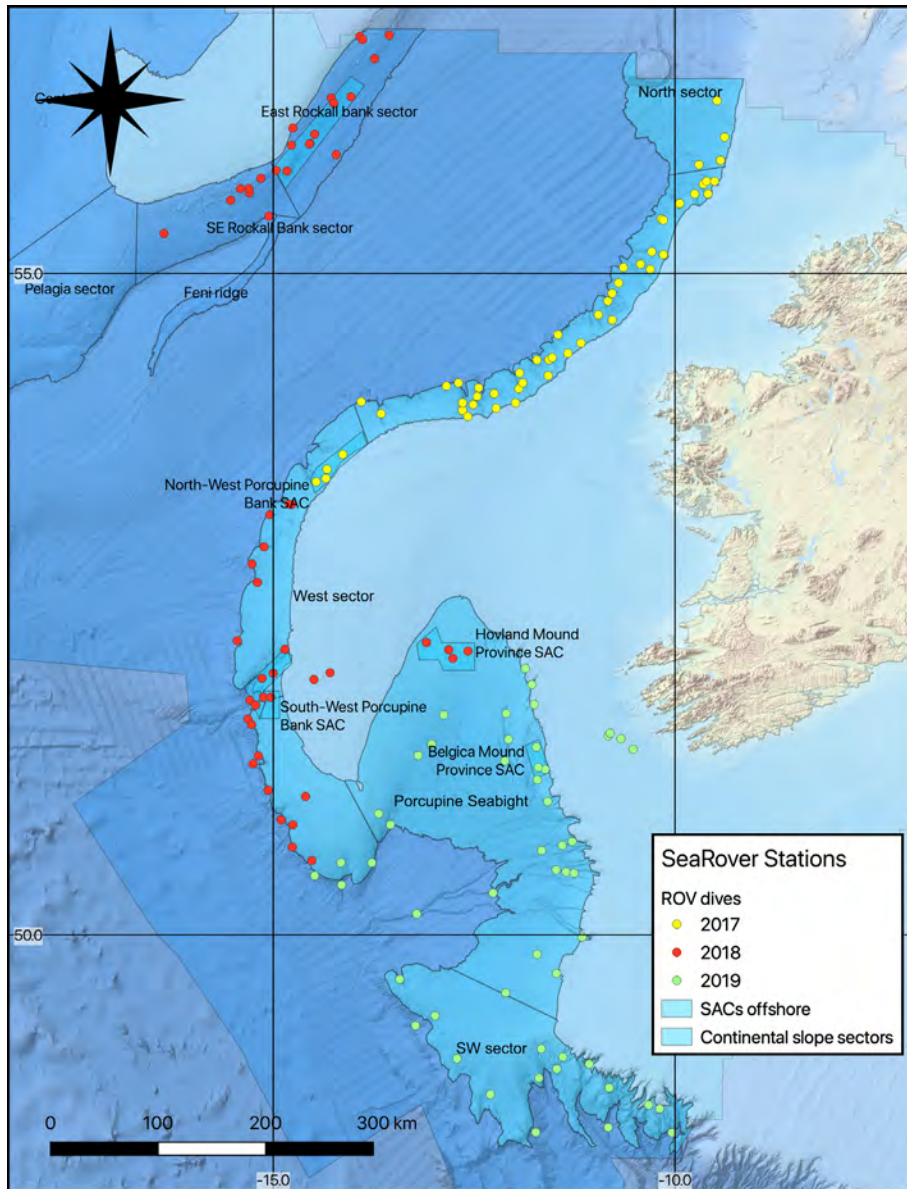 North sector
East Rockall bank
sector
SE Rockall Bank sector
55.0
Pelagia sector
Feni ridge
North-West Porcupine
Bank SAC
West sector
Hovland Mound
Province SAC
South-West Porcupine
Bank SAC
Belgica Mound
Province SAC
Porcupine Seabight
SeaRover Stations
ROV dives
2017
2018
2019
SACs offshore
Continental slope sectors
50.0
SW sector
0 100 200 300 km
-15.0
-10.0